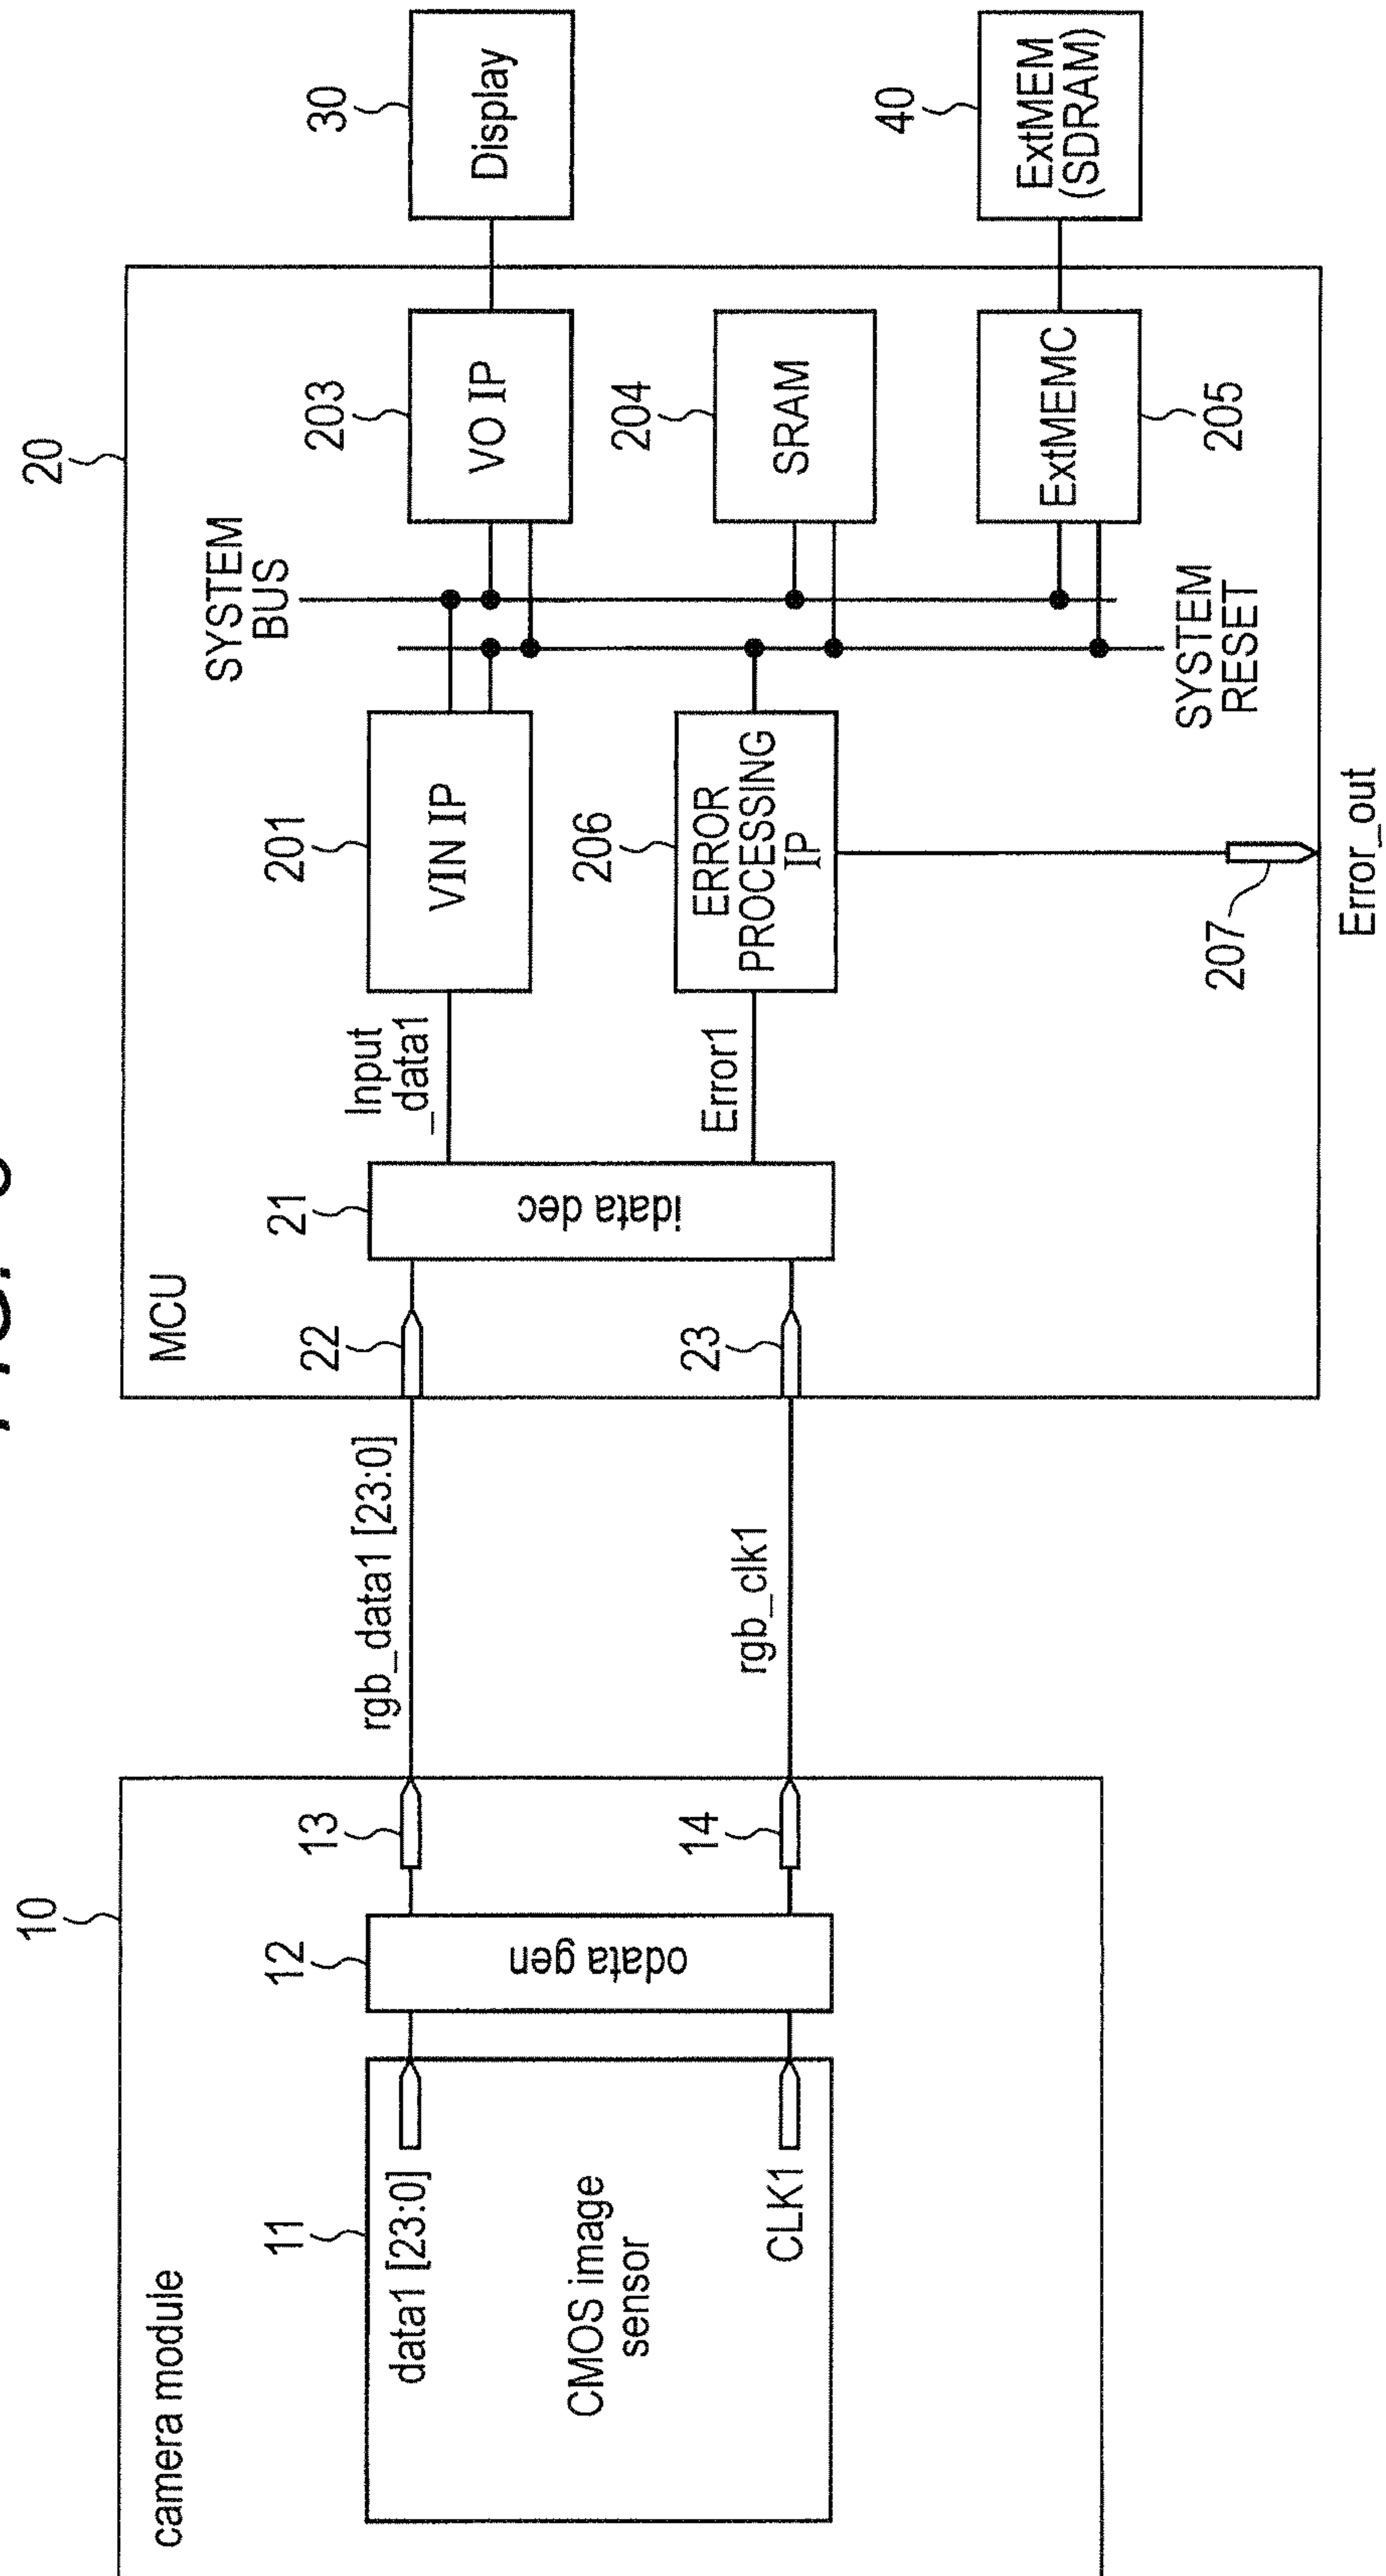 camera module
10
11
data1 [23:0]
CMOS image
sensor
CLK1
12
odata gen
13
14
rgb_data1 [23:0]
rgb_clk1
20
MCU
22
23
21
idata dec
Input
_data1
Error1
201
VIN IP
206
ERROR
PROCESSING
IP
207
Error_out
SYSTEM
BUS
SYSTEM
RESET
203
VO IP
204
SRAM
ExtMEMC
205
30
Display
40
ExtMEM
(SDRAM)